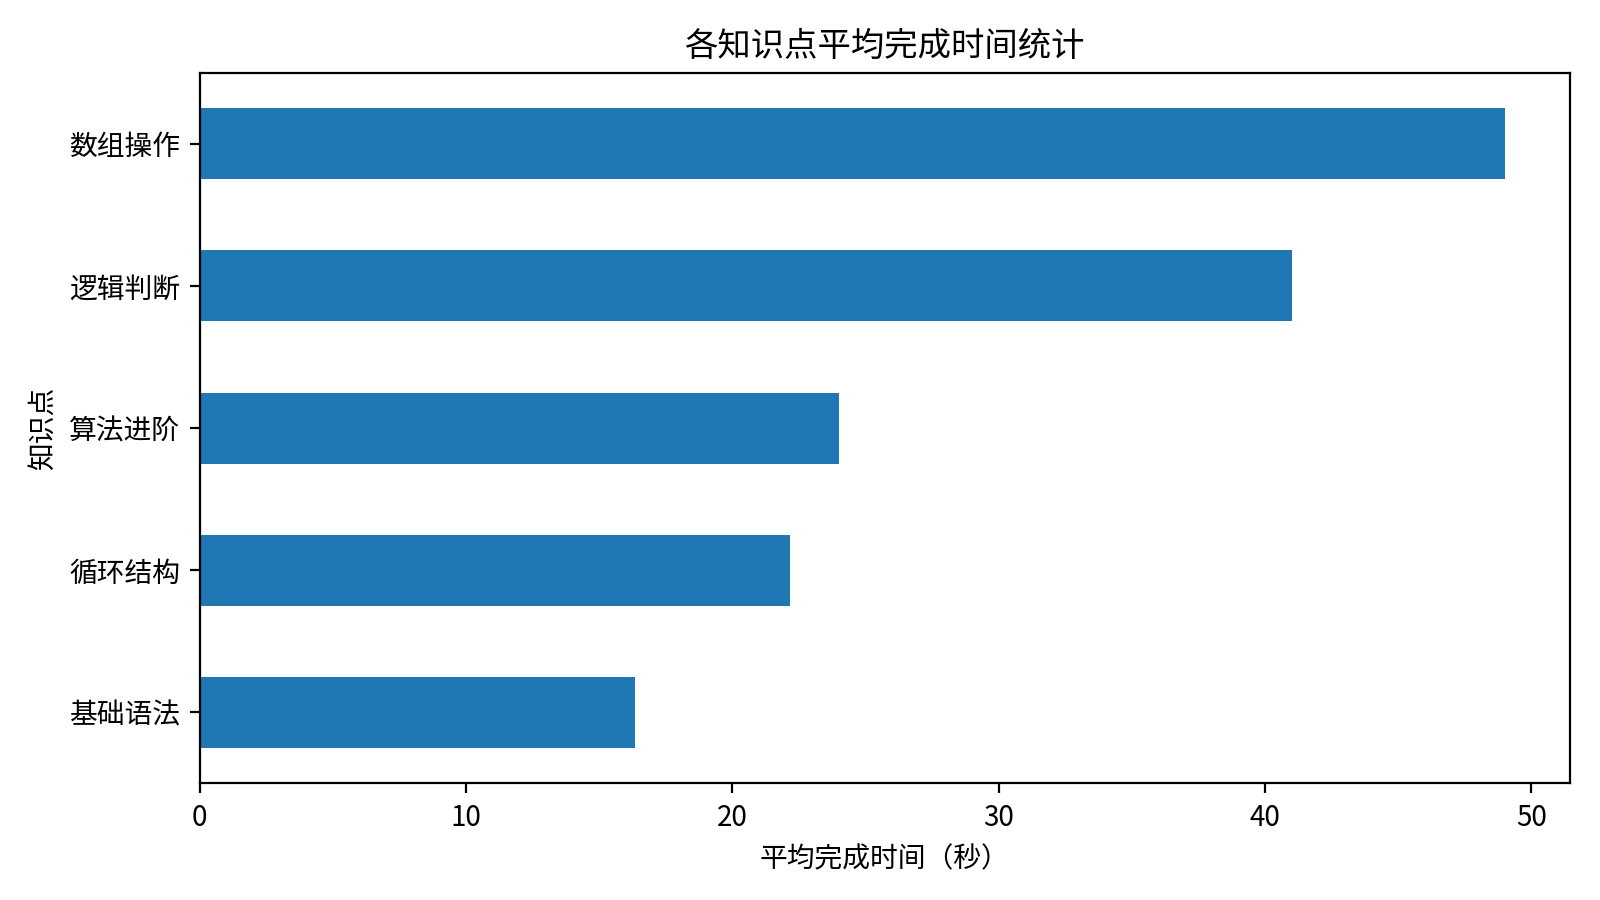 各知识点平均完成时间统计
知识点
数组操作
逻辑判断
算法进阶
循环结构
基础语法
0 10 20 30 40 50
平均完成时间（秒）